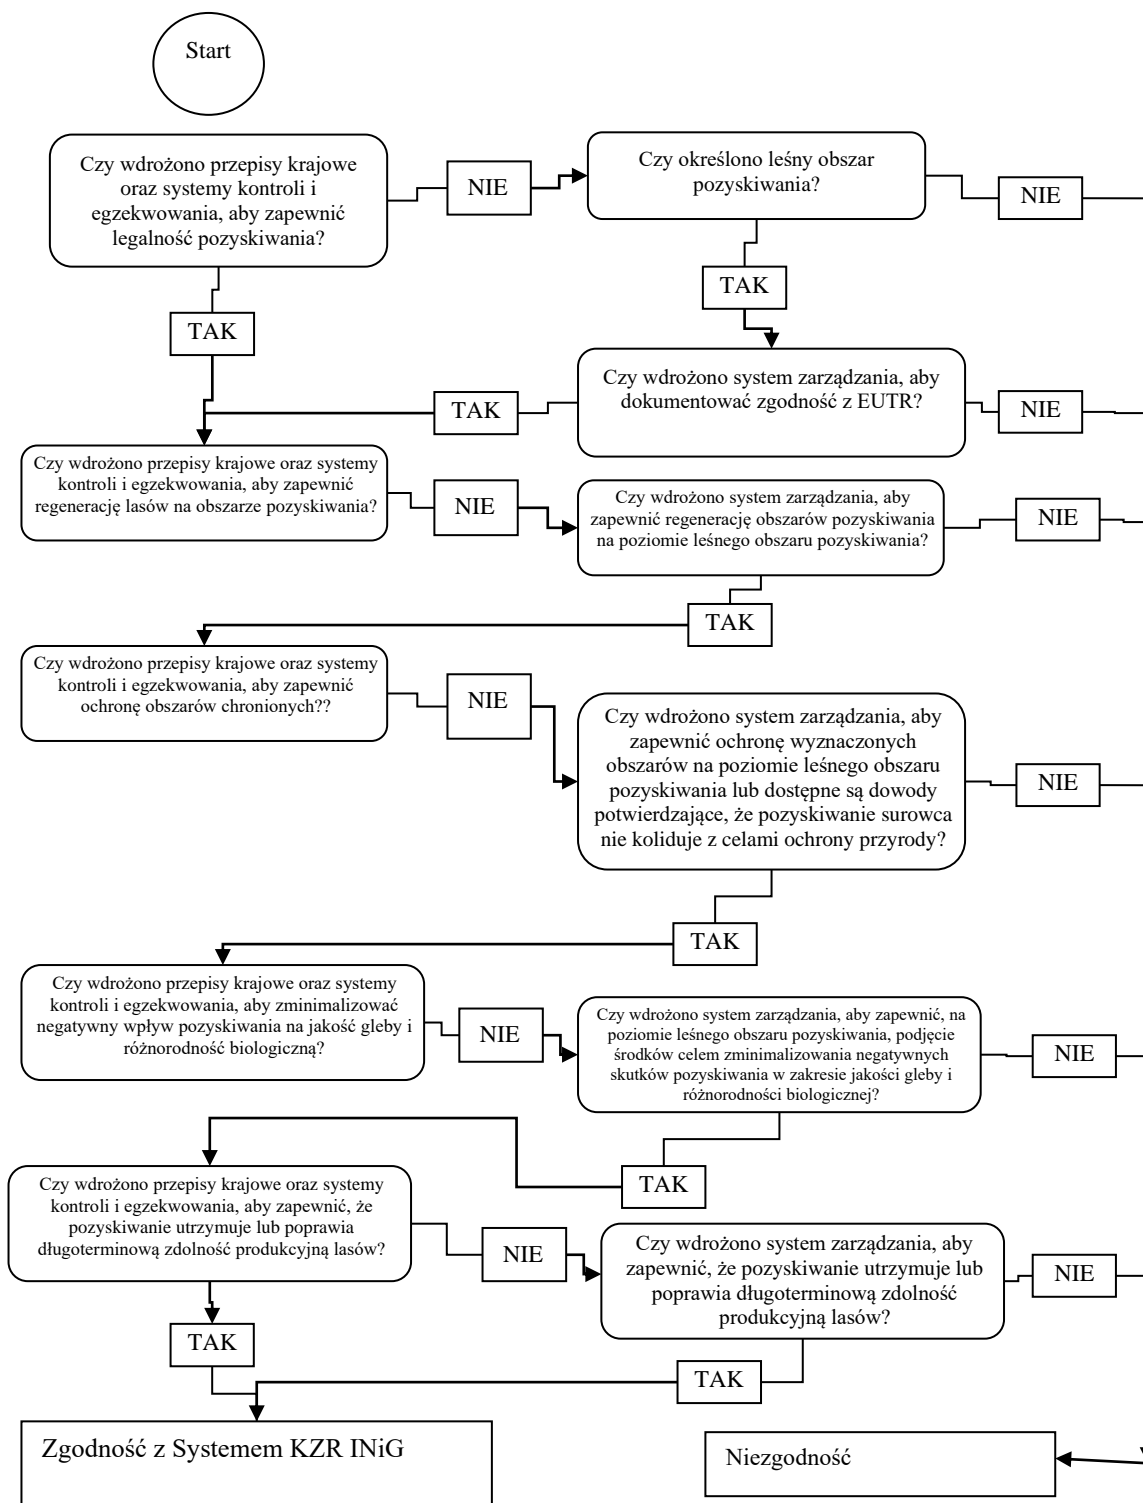 Start
Czy wdrożono przepisy krajowe
oraz systemy kontroli i
egzekwowania, aby zapewnić
legalność pozyskiwania?
NIE
Czy określono leśny obszar
pozyskiwania?
NIE
TAK
TAK
Czy wdrożono system zarządzania, aby
dokumentować zgodność z EUTR?
TAK
NIE
Czy wdrożono przepisy krajowe oraz systemy
kontroli i egzekwowania, aby zapewnić
regenerację lasów na obszarze pozyskiwania?
NIE
Czy wdrożono system zarządzania, aby
zapewnić regenerację obszarów pozyskiwania
na poziomie leśnego obszaru pozyskiwania?
NIE
TAK
Czy wdrożono przepisy krajowe oraz systemy
kontroli i egzekwowania, aby zapewnić
ochronę obszarów chronionych??
NIE
Czy wdrożono system zarządzania, aby
zapewnić ochronę wyznaczonych
obszarów na poziomie leśnego obszaru
pozyskiwania lub dostępne są dowody
potwierdzające, że pozyskiwanie surowca
nie koliduje z celami ochrony przyrody?
NIE
TAK
Czy wdrożono przepisy krajowe oraz systemy
kontroli i egzekwowania, aby zminimalizować
negatywny wpływ pozyskiwania na jakość gleby i
różnorodność biologiczną?
NIE
Czy wdrożono system zarządzania, aby zapewnić, na
poziomie leśnego obszaru pozyskiwania, podjęcie
środków celem zminimalizowania negatywnych
skutków pozyskiwania w zakresie jakości gleby i
różnorodności biologicznej?
NIE
TAK
Czy wdrożono przepisy krajowe oraz systemy
kontroli i egzekwowania, aby zapewnić, że
pozyskiwanie utrzymuje lub poprawia
długoterminową zdolność produkcyjną lasów?
NIE
Czy wdrożono system zarządzania, aby
zapewnić, że pozyskiwanie utrzymuje lub
poprawia długoterminową zdolność
produkcyjną lasów?
NIE
TAK
TAK
Zgodność z Systemem KZR INiG
Niezgodność